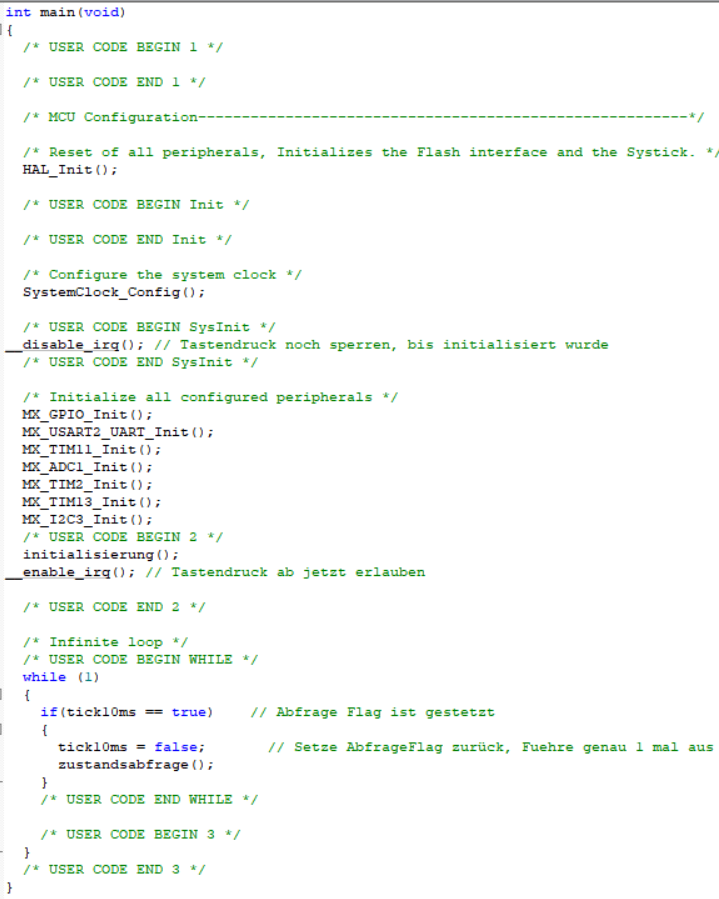 int main(void)
{
/* USER CODE BEGIN 1 */
/* USER CODE END 1 */
/* MCU Configuration--------------------------------------------------------*/
/* Reset of all peripherals, Initializes the Flash interface and the Systick. */
HAL_Init();
/* USER CODE BEGIN Init */
/* USER CODE END Init */
/* Configure the system clock */
SystemClock_Config();
/* USER CODE BEGIN SysInit */
__disable_irq(); // Tastendruck noch sperren, bis initialisiert wurde
/* USER CODE END SysInit */
/* Initialize all configured peripherals */
MX_GPIO_Init();
MX_USART2_UART_Init();
MX_TIM11_Init();
MX_ADC1_Init();
MX_TIM2_Init();
MX_TIM13_Init();
MX_I2C3_Init();
/* USER CODE BEGIN 2 */
initialisierung();
__enable_irq(); // Tastendruck ab jetzt erlauben
/* USER CODE END 2 */
/* Infinite loop */
/* USER CODE BEGIN WHILE */
while (1)
{
if(tick10ms == true) // Abfrage Flag ist gestetzt
{
tick10ms = false; // Setze AbfrageFlag zurück, Fuehre genau 1 mal aus
zustandsabfrage();
}
/* USER CODE END WHILE */
/* USER CODE BEGIN 3 */
}
/* USER CODE END 3 */
}